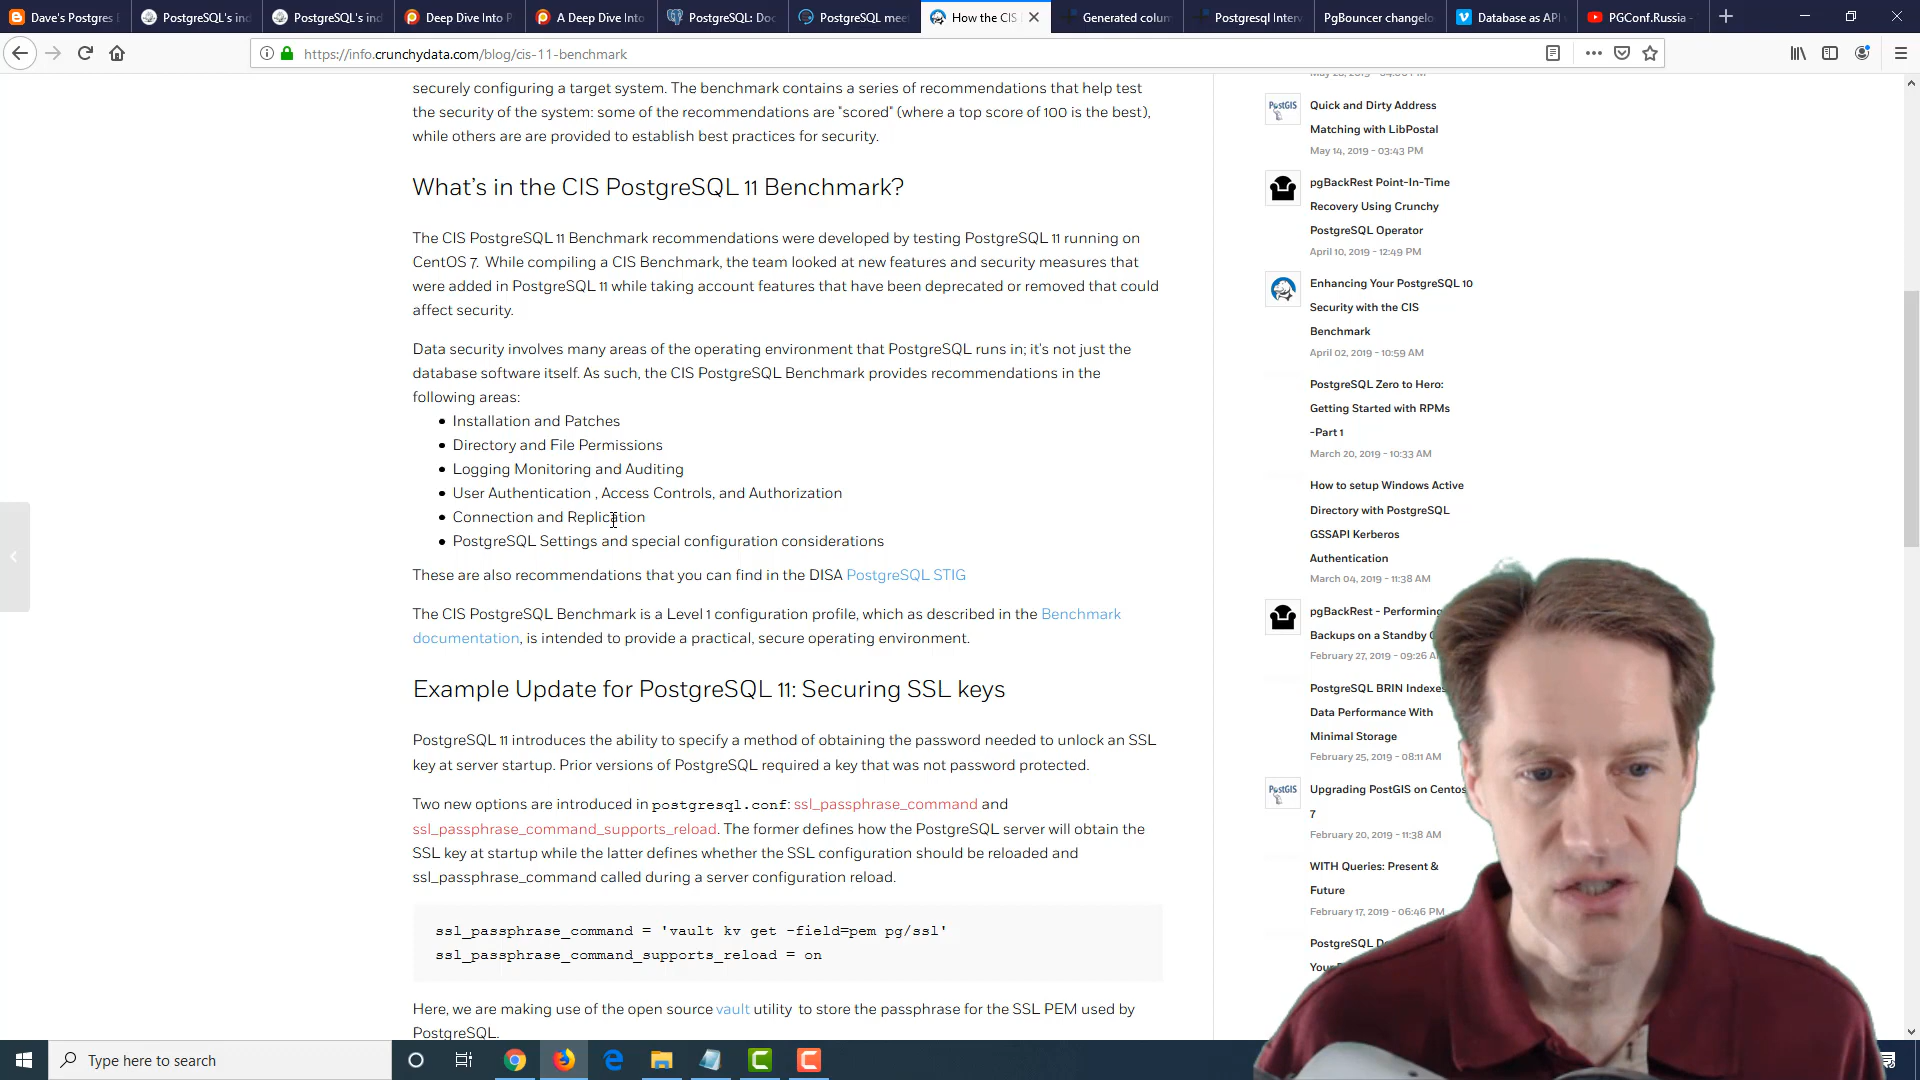 Dave's Postgres
PostgreSQL's in
PostgreSQL's in
Deep Dive Into P
A Deep Dive Into
PostgreSQL: Doc
PostgreSQL mee
How the CIS
Generated colum
Postgresql Interv
PgBouncer changelo
Database as API
PGConf.Russia -
https://info.crunchydata.com/blog/cis-11-benchmark
securely configuring a target system. The benchmark contains a series of recommendations that help test
the security of the system: some of the recommendations are "scored" (where a top score of 100 is the best),
while others are are provided to establish best practices for security.
What's in the CIS PostgreSQL 11 Benchmark?
The CIS PostgreSQL 11 Benchmark recommendations were developed by testing PostgreSQL 11 running on
CentOS 7. While compiling a CIS Benchmark, the team looked at new features and security measures that
were added in PostgreSQL 11 while taking account features that have been deprecated or removed that could
affect security.
Data security involves many areas of the operating environment that PostgreSQL runs in; it's not just the
database software itself. As such, the CIS PostgreSQL Benchmark provides recommendations in the
following areas:
• Installation and Patches
• Directory and File Permissions
• Logging Monitoring and Auditing
• User Authentication , Access Controls, and Authorization
• Connection and Replication
• PostgreSQL Settings and special configuration considerations
These are also recommendations that you can find in the DISA PostgreSQL STIG
The CIS PostgreSQL Benchmark is a Level 1 configuration profile, which as described in the Benchmark
documentation, is intended to provide a practical, secure operating environment.
Example Update for PostgreSQL 11: Securing SSL keys
PostgreSQL 11 introduces the ability to specify a method of obtaining the password needed to unlock an SSL
key at server startup. Prior versions of PostgreSQL required a key that was not password protected.
Two new options are introduced in postgresql.conf: ssl_passphrase_command and
ssl_passphrase_command_supports_reload. The former defines how the PostgreSQL server will obtain the
SSL key at startup while the latter defines whether the SSL configuration should be reloaded and
ssl_passphrase_command called during a server configuration reload.
ssl_passphrase_command = 'vault kv get -field=pem pg/ssl'
ssl_passphrase_command_supports_reload = on
Here, we are making use of the open source vault utility to store the passphrase for the SSL PEM used by
PostgreSQL.
PostGIS
Quick and Dirty Address
Matching with LibPostal
May 14, 2019 - 03:43 PM
pgBackRest Point-In-Time
Recovery Using Crunchy
PostgreSQL Operator
April 10, 2019 - 12:49 PM
Enhancing Your PostgreSQL 10
Security with the CIS
Benchmark
April 02, 2019 - 10:59 AM
PostgreSQL Zero to Hero:
Getting Started with RPMs
-Part 1
March 20, 2019 - 10:33 AM
How to setup Windows Active
Directory with PostgreSQL
GSSAPI Kerberos
Authentication
March 04, 2019 - 11:38 AM
pgBackRest - Performing
Backups on a Standby
February 27, 2019 - 09:26
PostgreSQL BRIN Indexes
Data Performance With
Minimal Storage
February 25, 2019 - 08:11 AM
PostGIS
Upgrading PostGIS on Centos
7
February 20, 2019 - 11:38 AM
WITH Queries: Present &
Future
February 17, 2019 - 06:46 PM
PostgreSQL
Type here to search